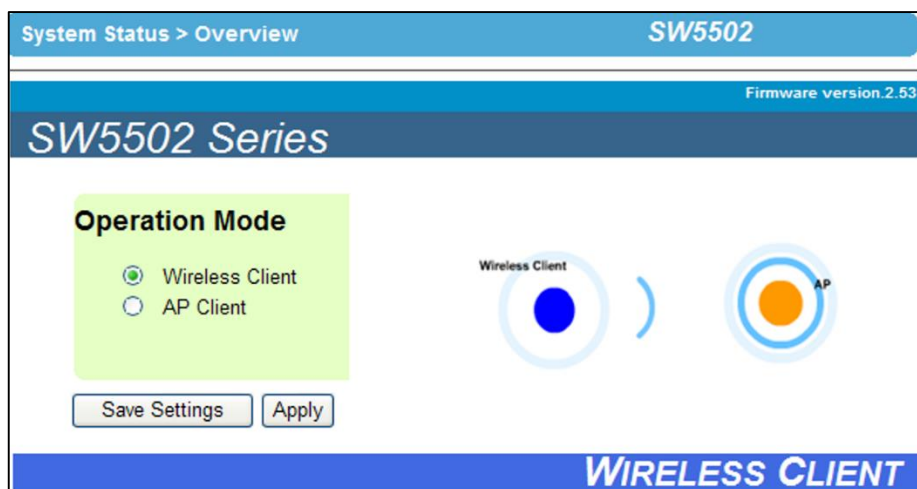 System Status > Overview
SW5502
Firmware version.2.53
SW5502 Series
Operation Mode
Wireless Client
AP Client
Wireless Client
AP
Save Settings
Apply
WIRELESS CLIENT